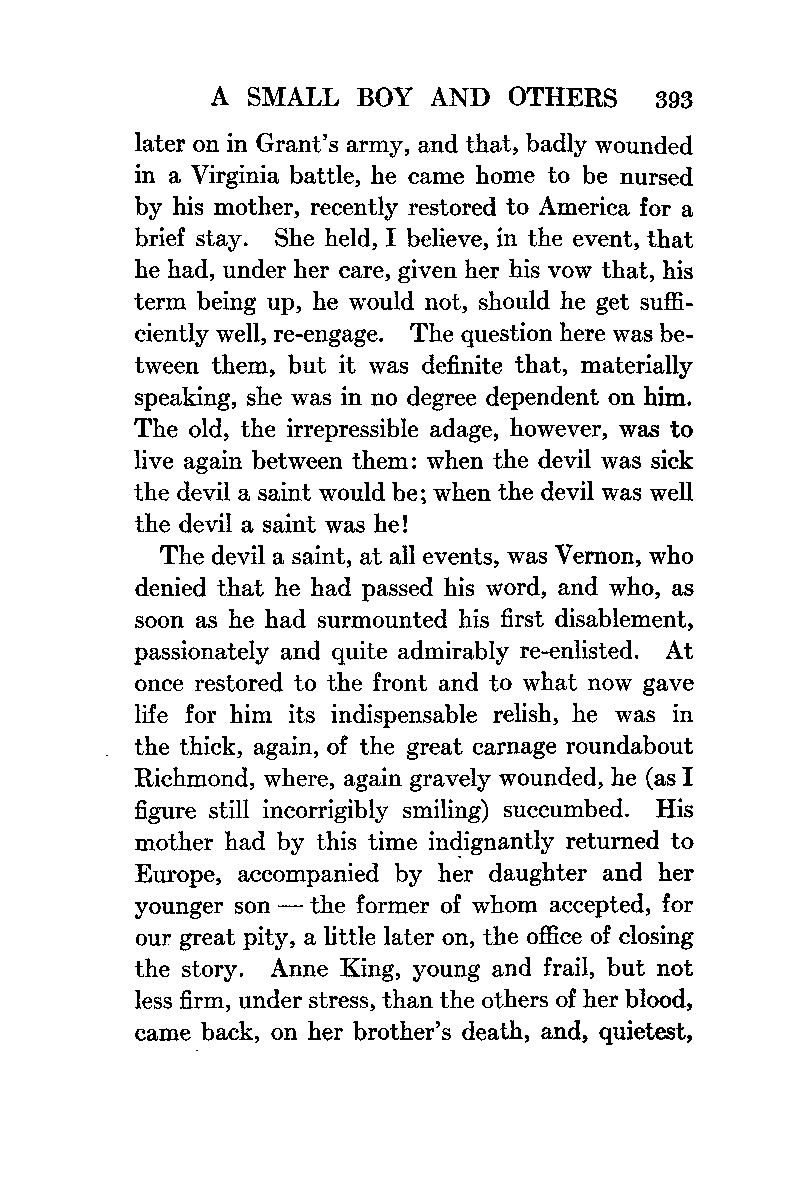 A SMALL BOY AND OTHERS 393
later on in Grant's army, and that, badly wounded
in a Virginia battle, he came home to be nursed
by his mother, recently restored to America for a
brief stay. She held, I believe, in the event, that
he had, under her care, given her his vow that, his
term being up, he would not, should he get suffi-
ciently well, re-engage. The question here was be-
tween them, but it was definite that, materially
speaking, she was in no degree dependent on him.
The old, the irrepressible adage, however, was to
live again between them: when the devil was sick
the devil a saint would be; when the devil was well
the devil a saint was he!
The devil a saint, at all events, was Vernon, who
denied that he had passed his word, and who, as
soon as he had surmounted his first disablement,
passionately and quite admirably re-enlisted. At
once restored to the front and to what now gave
life for him its indispensable relish, he was in
the thick, again, of the great carnage roundabout
Richmond, where, again gravely wounded, he (as I
figure still incorrigibly smiling) succumbed. His
mother had by this time indignantly returned to
Europe, accompanied by her daughter and her
younger son — the former of whom accepted, for
our great pity, a little later on, the office of closing
the story. Anne King, young and frail, but not
less firm, under stress, than the others of her blood,
came back, on her brother's death, and, quietest,